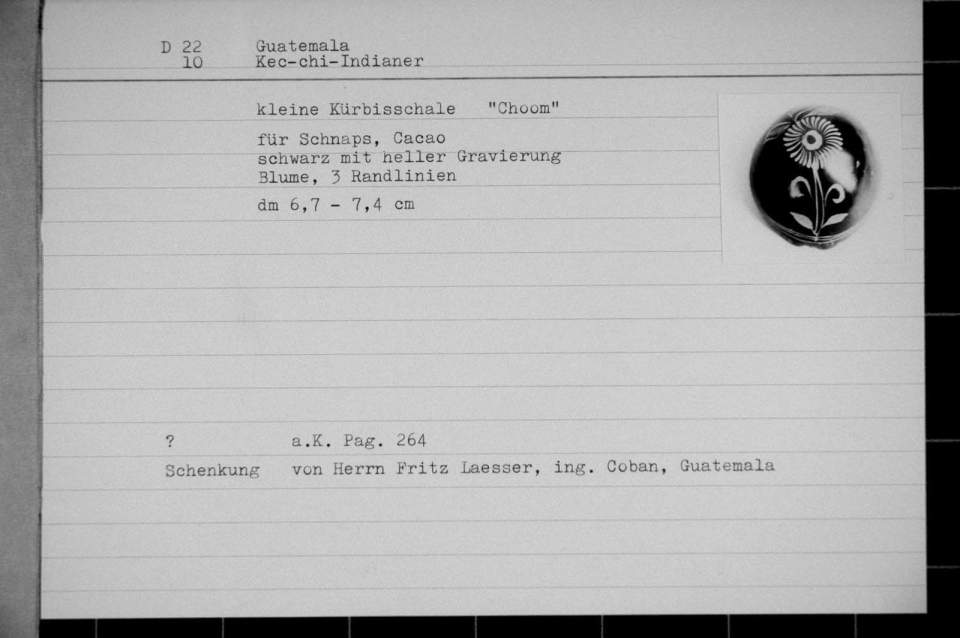 D 22 Guatemala
10 Kec-chi-Indianer
kleine Kürbisschale "Choom"
für Schnaps, Cacao
schwarz mit heller Gravierung
Blume, 3 Randlinien
dm 6,7 - 7,4 cm
? a.K. Pag. 264
Schenkung von Herrn Fritz Laesser, ing. Coban, Guatemala